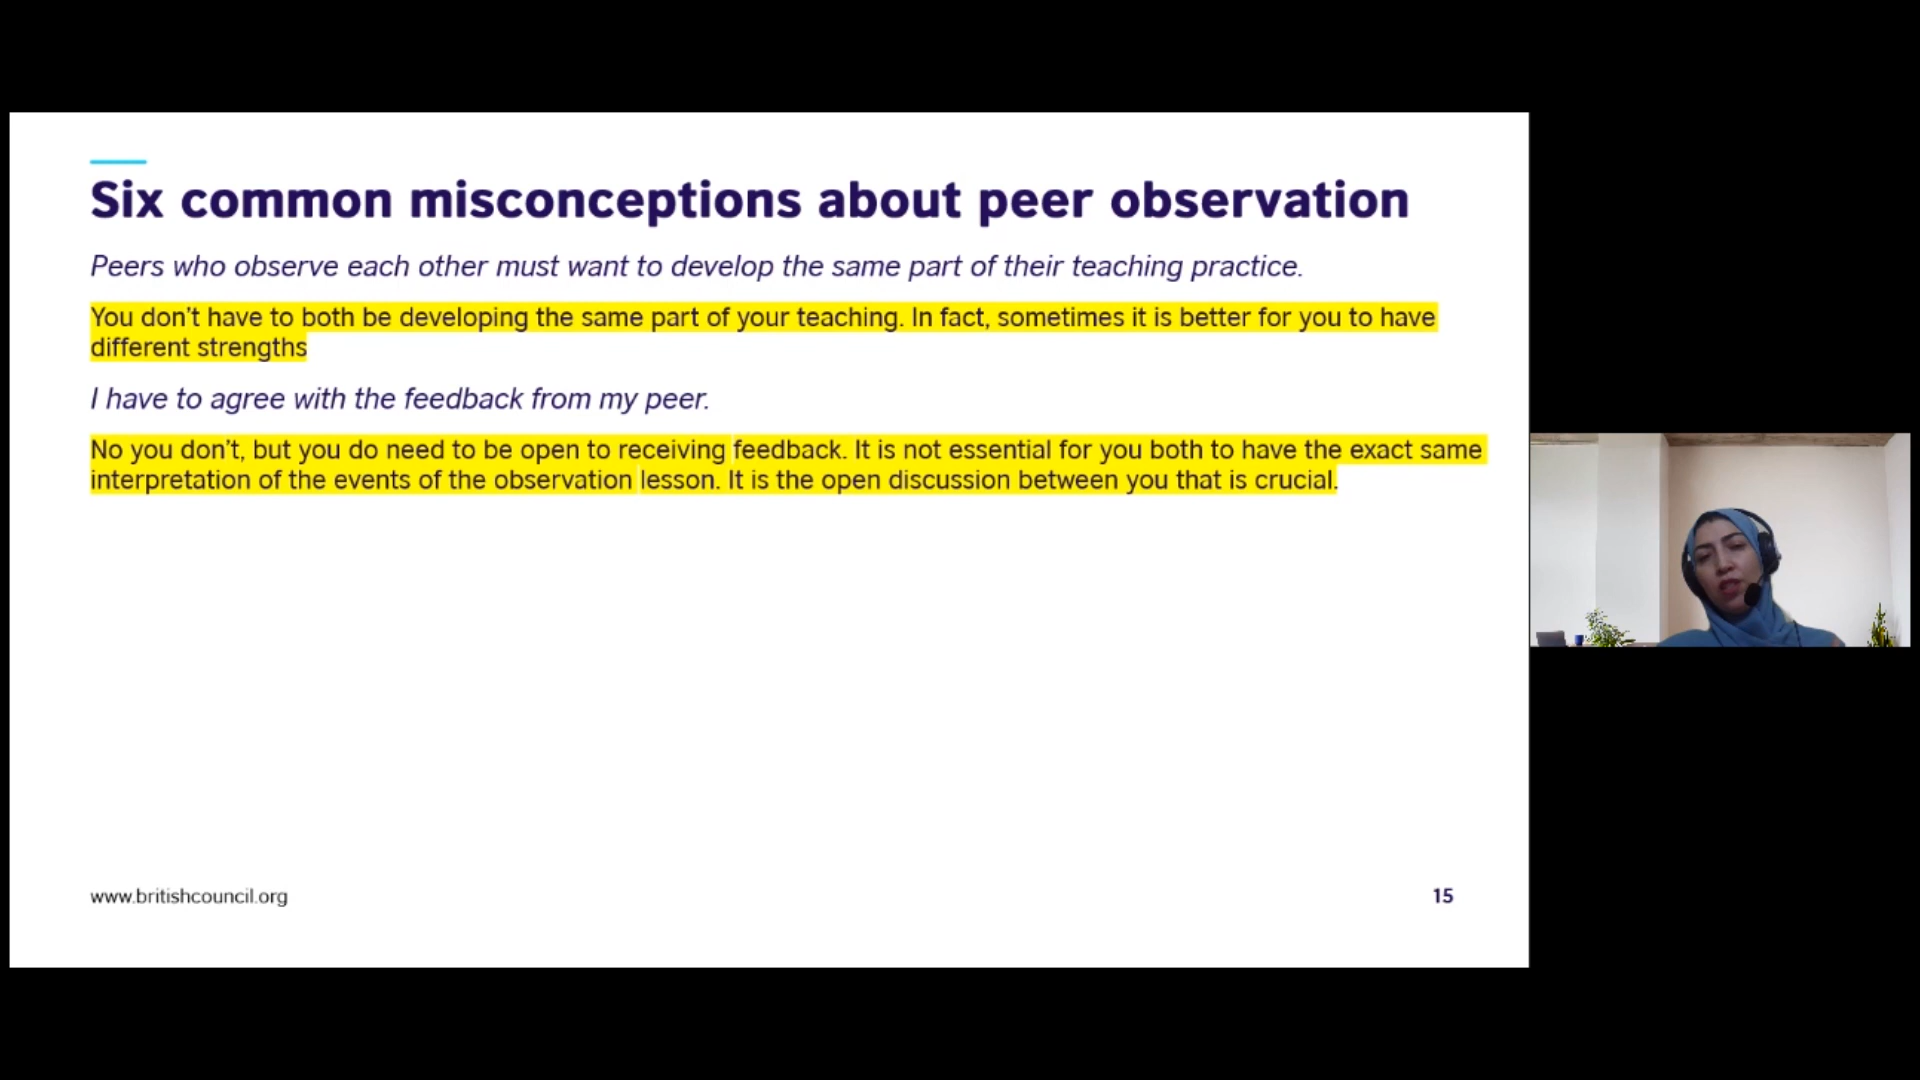 Six common misconceptions about peer observation
Peers who observe each other must want to develop the same part of their teaching practice.
You don't have to both be developing the same part of your teaching. In fact, sometimes it is better for you to have
different strengths
I have to agree with the feedback from my peer.
No you don't, but you do need to be open to receiving feedback. It is not essential for you both to have the exact same
interpretation of the events of the observation lesson. It is the open discussion between you that is crucial.
www.britishcouncil.org
15